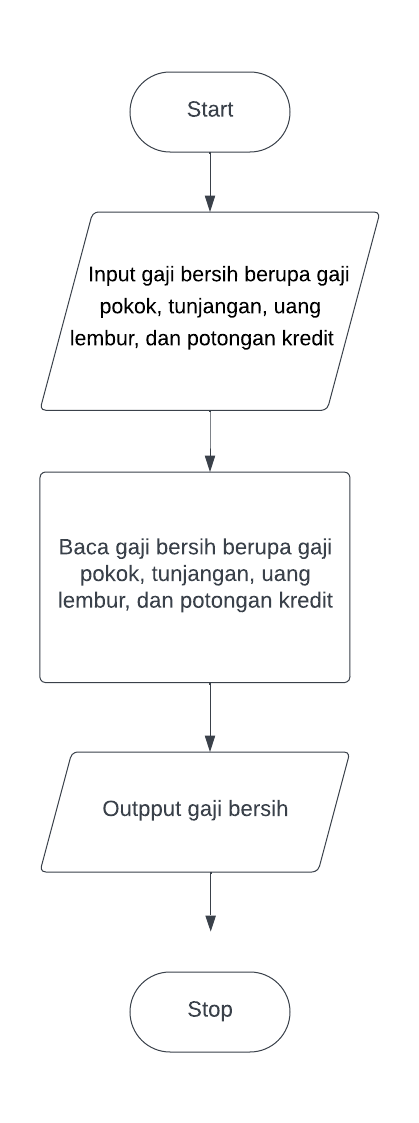 Start
Input gaji bersih berupa gaji
pokok, tunjangan, uang
lembur, dan potongan kredit
Baca gaji bersih berupa gaji
pokok, tunjangan, uang
lembur, dan potongan kredit
Outpput gaji bersih
Stop